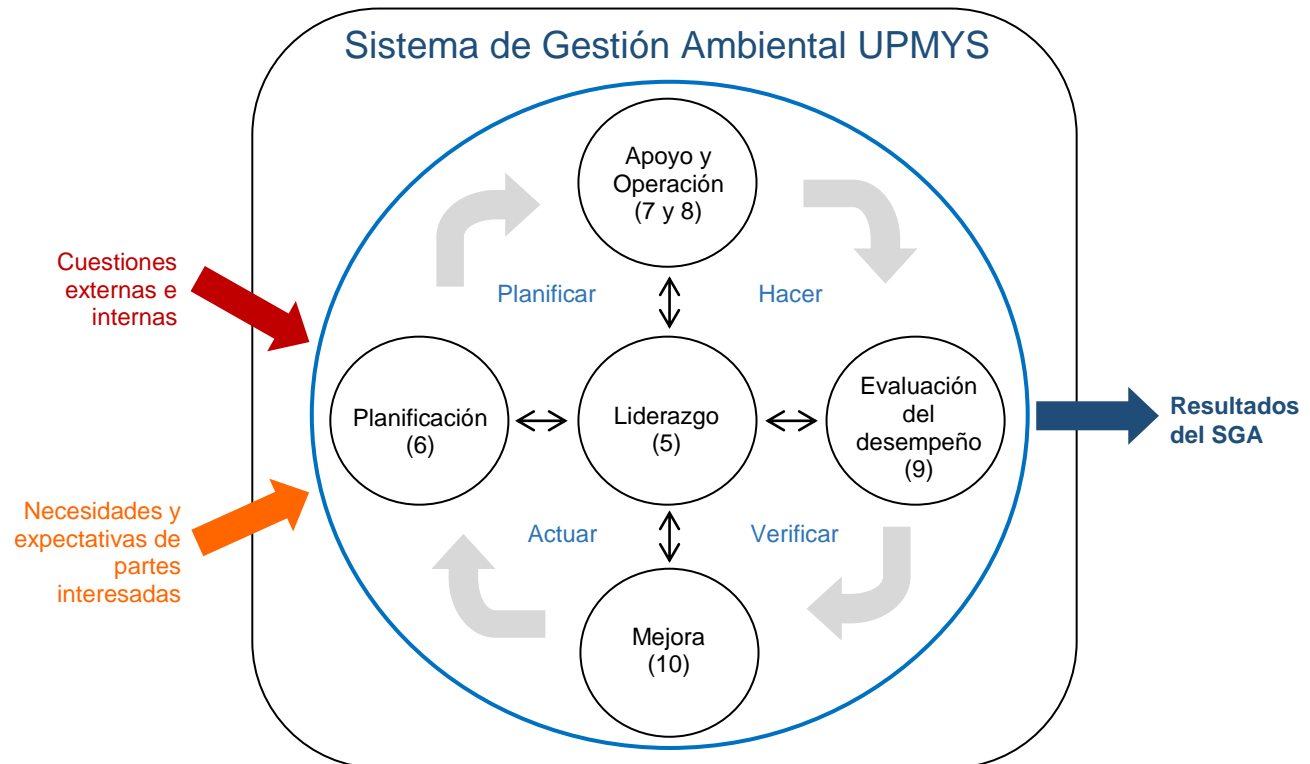 Sistema de Gestión Ambiental UPMYS
Apoyo y
Operación
(7 y 8)
Cuestiones
externas e
internas
Planificar
Hacer
Planificación
(6)
Liderazgo
(5)
Evaluación
del
desempeño
(9)
Resultados
del SGA
Necesidades y
expectativas de
partes
interesadas
Actuar
Verificar
Mejora
(10)